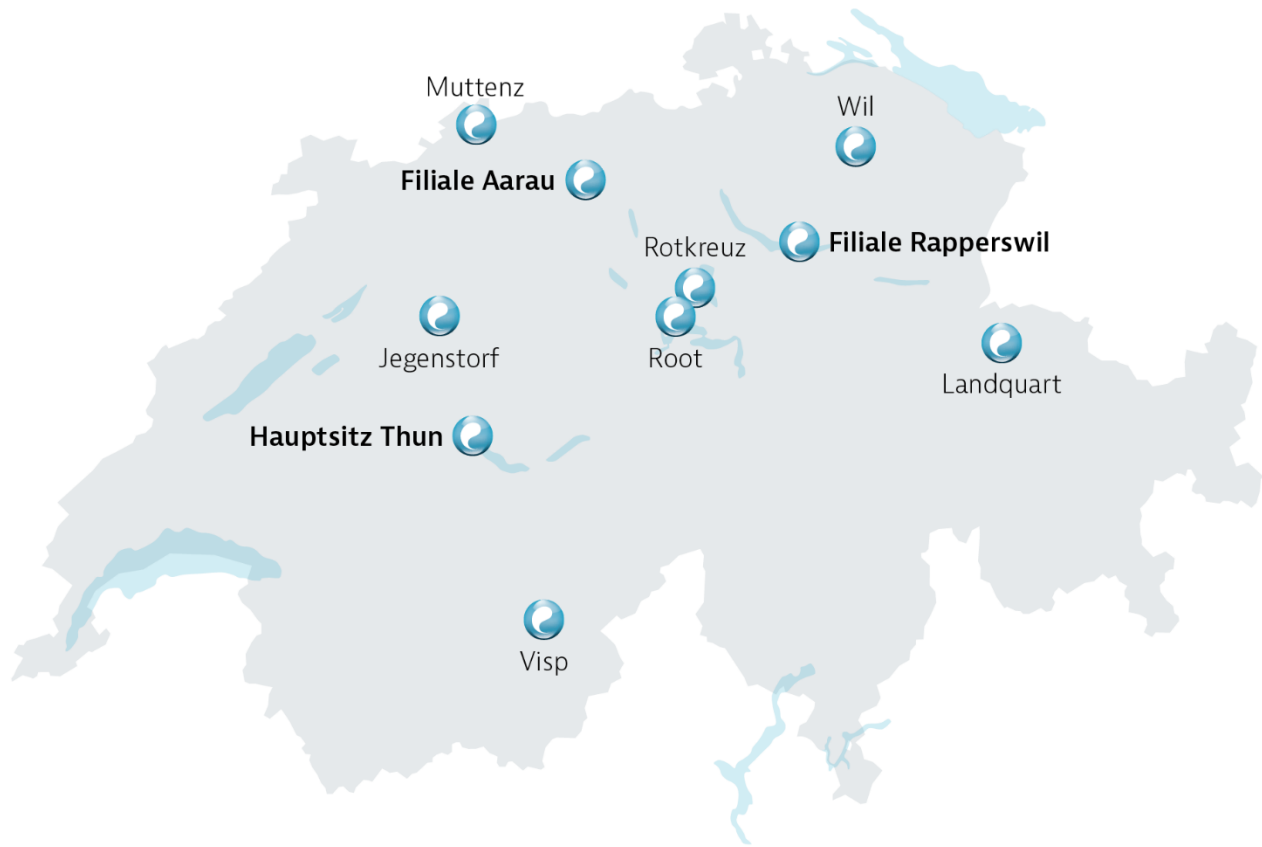 Muttenz
Wil
Filiale Aarau
Filiale Rapperswil
Rotkreuz
Jegenstorf
Root
Landquart
Hauptsitz Thun
Visp